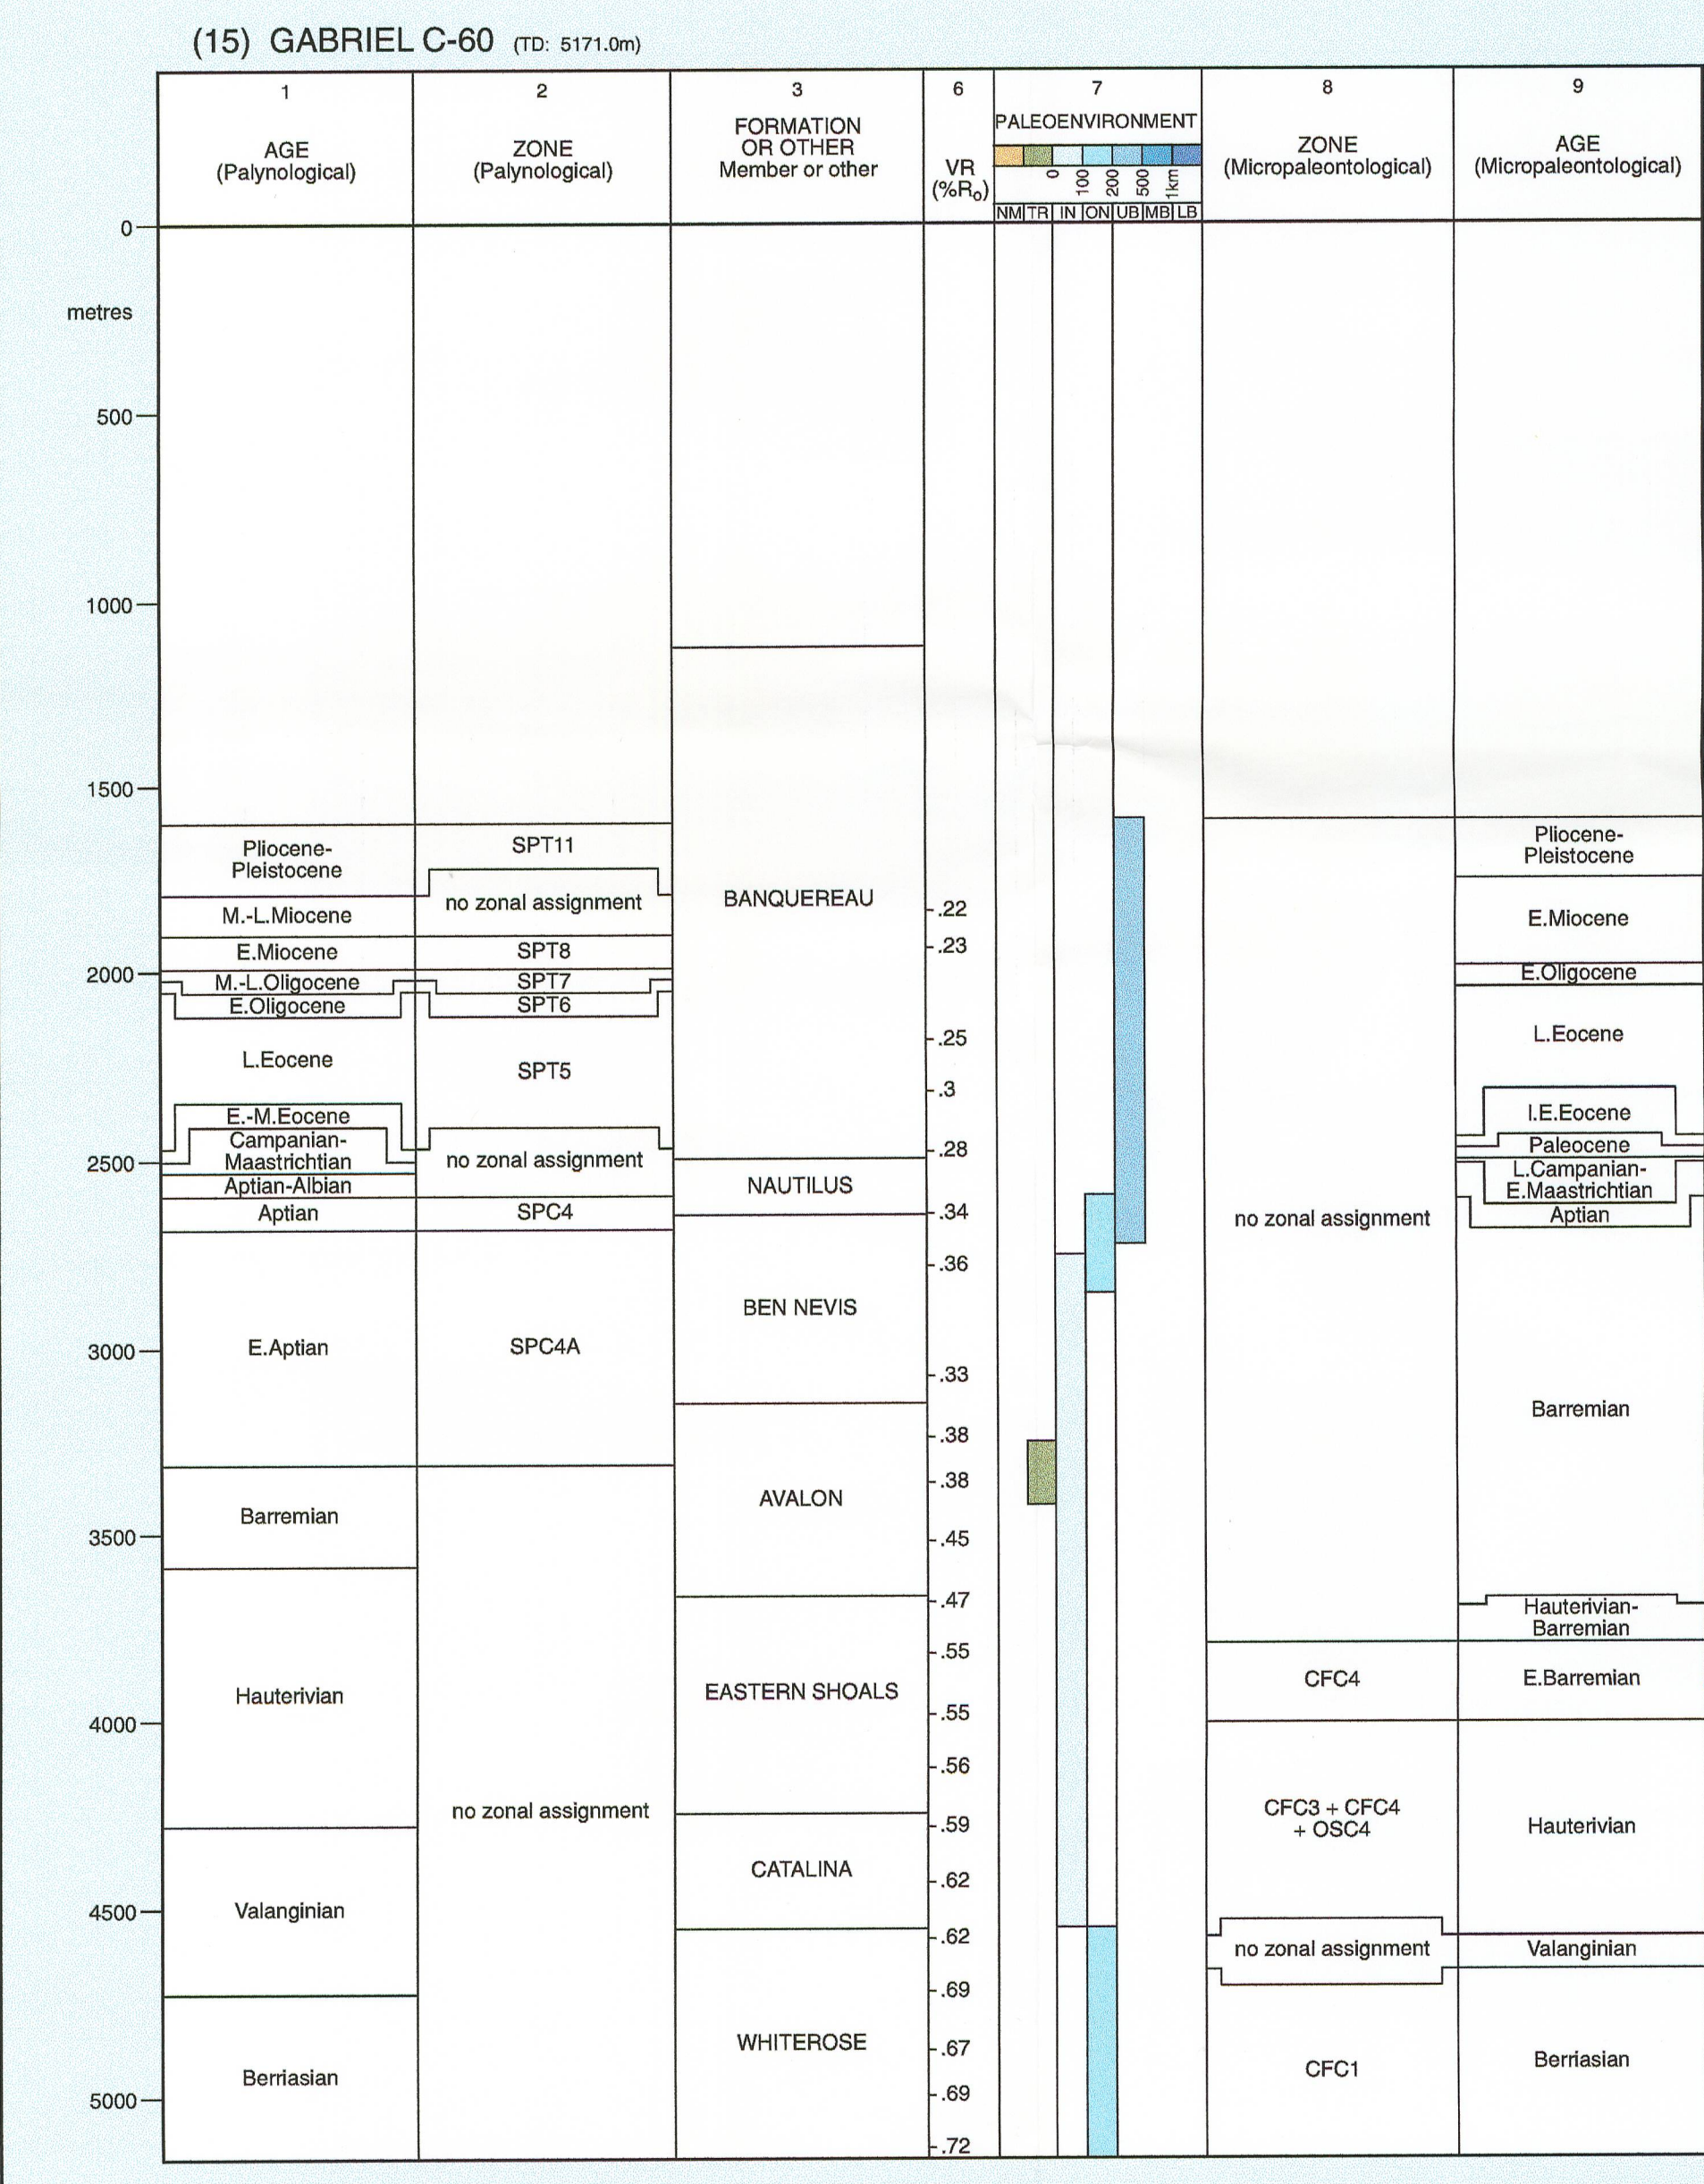 (15) GABRIEL C-60 (TD: 5171.0m)
1
2
3
6
7
8
9
AGE
(Palynological)
ZONE
(Palynological)
FORMATION
OR OTHER
Member or other
VR
(%Ro)
PALEOENVIRONMENT
0
100
200
500
1km
NM TR IN ON UB MB LB
ZONE
(Micropaleontological)
AGE
(Micropaleontological)
0
metres
500
1000
1500
2000
2500
3000
3500
4000
4500
5000
Pliocene-
Pleistocene
M.-L.Miocene
E.Miocene
M.-L.Oligocene
E.Oligocene
L.Eocene
E.-M.Eocene
Campanian-
Maastrichtian
Aptian-Albian
Aptian
E.Aptian
Barremian
Hauterivian
Valanginian
Berriasian
SPT11
no zonal assignment
SPT8
SPT7
SPT6
SPT5
no zonal assignment
SPC4
SPC4A
no zonal assignment
BANQUEREAU
NAUTILUS
BEN NEVIS
AVALON
EASTERN SHOALS
CATALINA
WHITEROSE
.22
.23
.25
.3
.28
.34
.36
.33
.38
.38
.45
.47
.55
.55
.56
.59
.62
.62
.69
.67
.69
.72
no zonal assignment
CFC4
CFC3 + CFC4
+ OSC4
no zonal assignment
CFC1
Pliocene-
Pleistocene
E.Miocene
E.Oligocene
L.Eocene
I.E.Eocene
Paleocene
L.Campanian-
E.Maastrichtian
Aptian
Barremian
Hauterivian-
Barremian
E.Barremian
Hauterivian
Valanginian
Berriasian